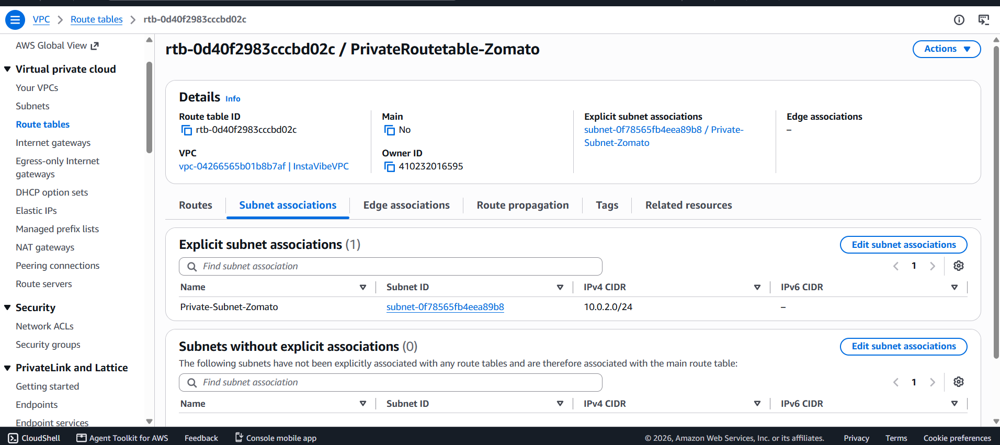 VPC > Route tables > rtb-0d40f2983cccbd02c
AWS Global View
Virtual private cloud
Your VPCs
Subnets
Route tables
Internet gateways
Egress-only Internet
gateways
DHCP option sets
Elastic IPs
Managed prefix lists
NAT gateways
Peering connections
Route servers
Security
Network ACLs
Security groups
PrivateLink and Lattice
Getting started
Endpoints
Endpoint services
rtb-0d40f2983cccbd02c / PrivateRoutetable-Zomato
Actions
Details Info
Route table ID
rtb-0d40f2983cccbd02c
Main
No
Explicit subnet associations
subnet-0f78565fb4eea89b8 / Private-
Subnet-Zomato
Edge associations
–
VPC
vpc-04266565b01b8b7af | InstaVibeVPC
Owner ID
410232016595
Routes Subnet associations Edge associations Route propagation Tags Related resources
Explicit subnet associations (1)
Edit subnet associations
Find subnet association
1
Name Subnet ID IPv4 CIDR IPv6 CIDR
Private-Subnet-Zomato subnet-0f78565fb4eea89b8 10.0.2.0/24 –
Subnets without explicit associations (0)
Edit subnet associations
The following subnets have not been explicitly associated with any route tables and are therefore associated with the main route table:
Find subnet association
1
Name Subnet ID IPv4 CIDR IPv6 CIDR
CloudShell Agent Toolkit for AWS Feedback Console mobile app © 2026, Amazon Web Services, Inc. or its affiliates. Privacy Terms Cookie preferences